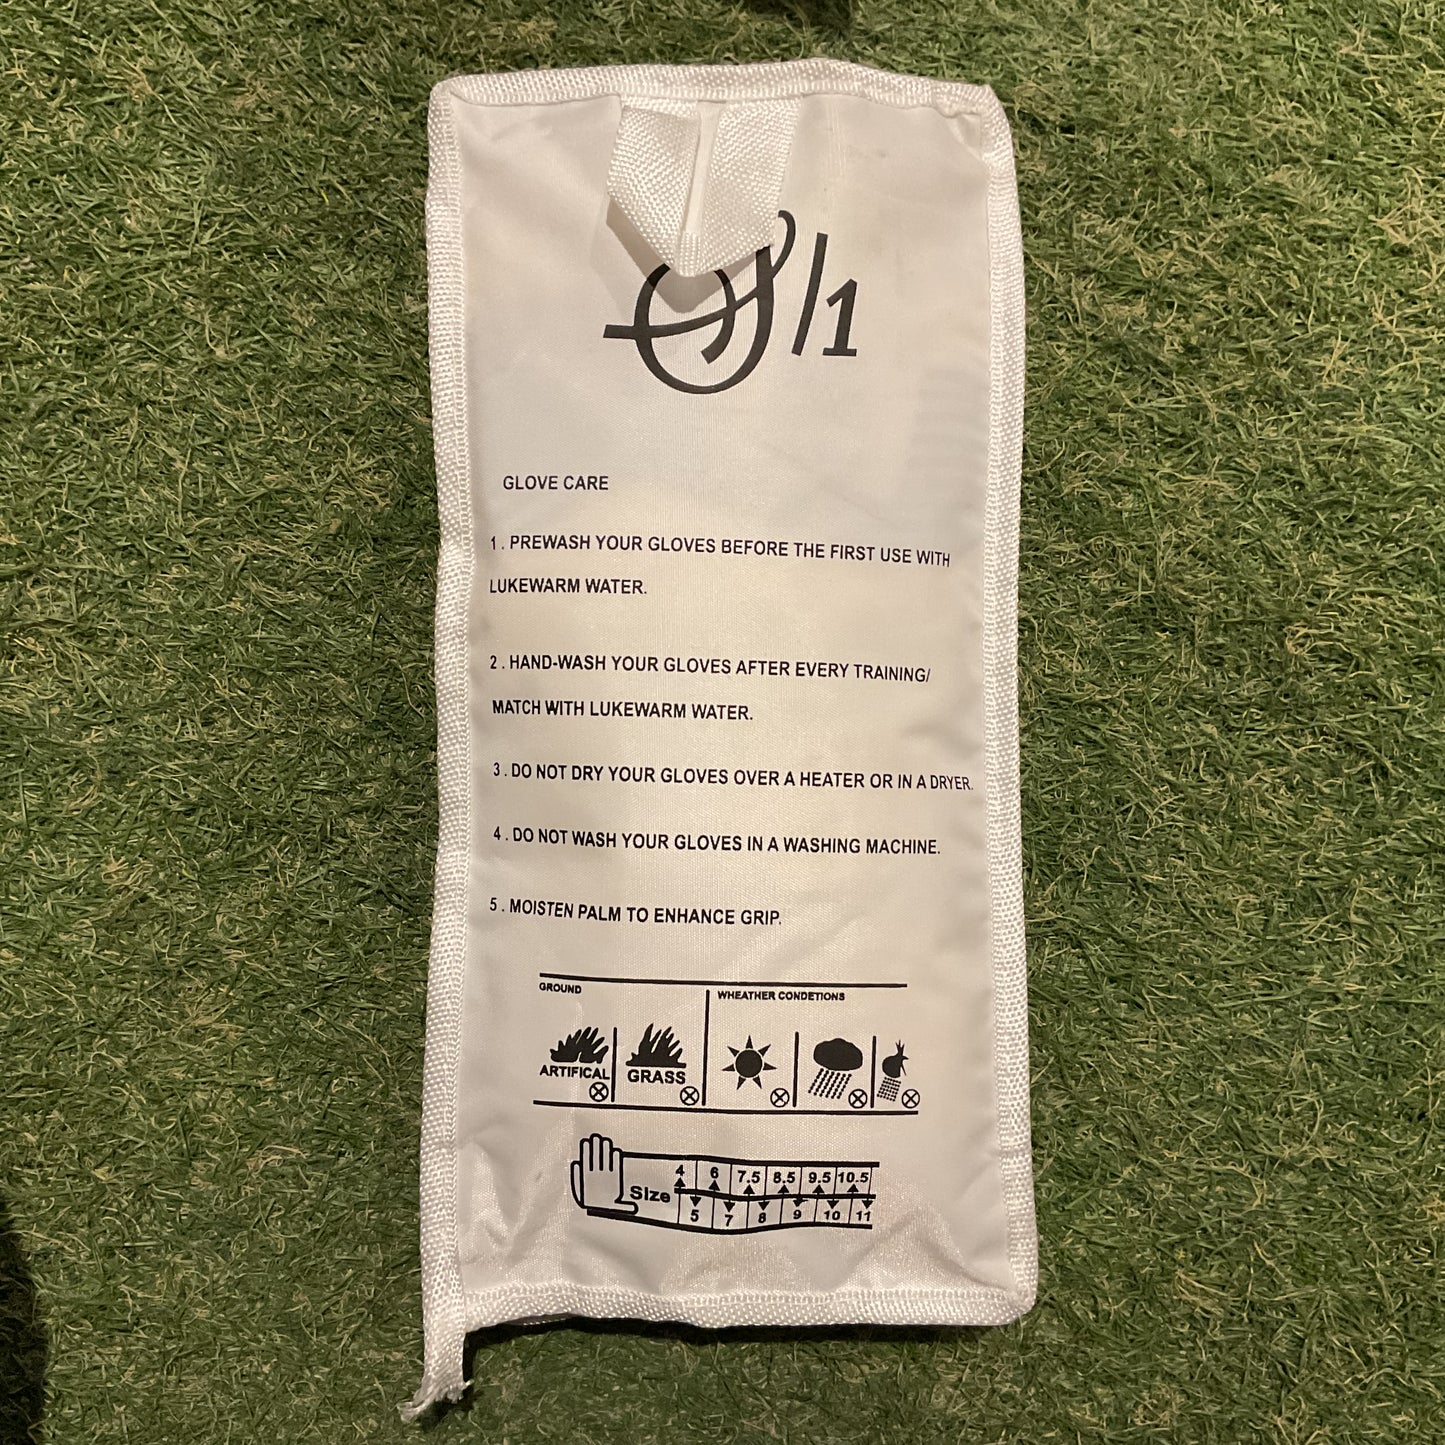 S/1
GLOVE CARE
1 . PREWASH YOUR GLOVES BEFORE THE FIRST USE WITH
LUKEWARM WATER.
2 . HAND-WASH YOUR GLOVES AFTER EVERY TRAINING/
MATCH WITH LUKEWARM WATER.
3 . DO NOT DRY YOUR GLOVES OVER A HEATER OR IN A DRYER.
4 . DO NOT WASH YOUR GLOVES IN A WASHING MACHINE.
5 . MOISTEN PALM TO ENHANCE GRIP.
GROUND
WHEATHER CONDETIONS
ARTIFICAL
GRASS
Size
4 6 7.5 8.5 9.5 10.5
5 7 8 9 10 11